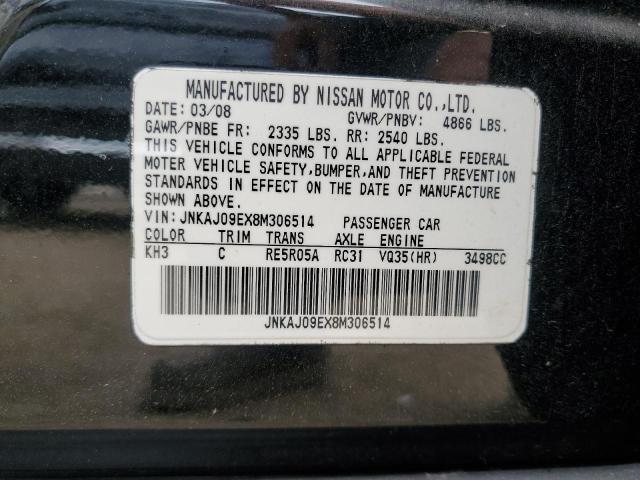 MANUFACTURED BY NISSAN MOTOR CO.,LTD.
DATE: 03/08 GVWR/PNBV: 4866 LBS.
GAWR/PNBE FR: 2335 LBS. RR: 2540 LBS.
THIS VEHICLE CONFORMS TO ALL APPLICABLE FEDERAL
MOTOR VEHICLE SAFETY, BUMPER, AND THEFT PREVENTION
STANDARDS IN EFFECT ON THE DATE OF MANUFACTURE
SHOWN ABOVE.
VIN: JNKAJ09EX8M306514 PASSENGER CAR
COLOR TRIM TRANS AXLE ENGINE
KH3 C RE5R05A RC31 VQ35(HR) 3498CC
JNKAJ09EX8M306514